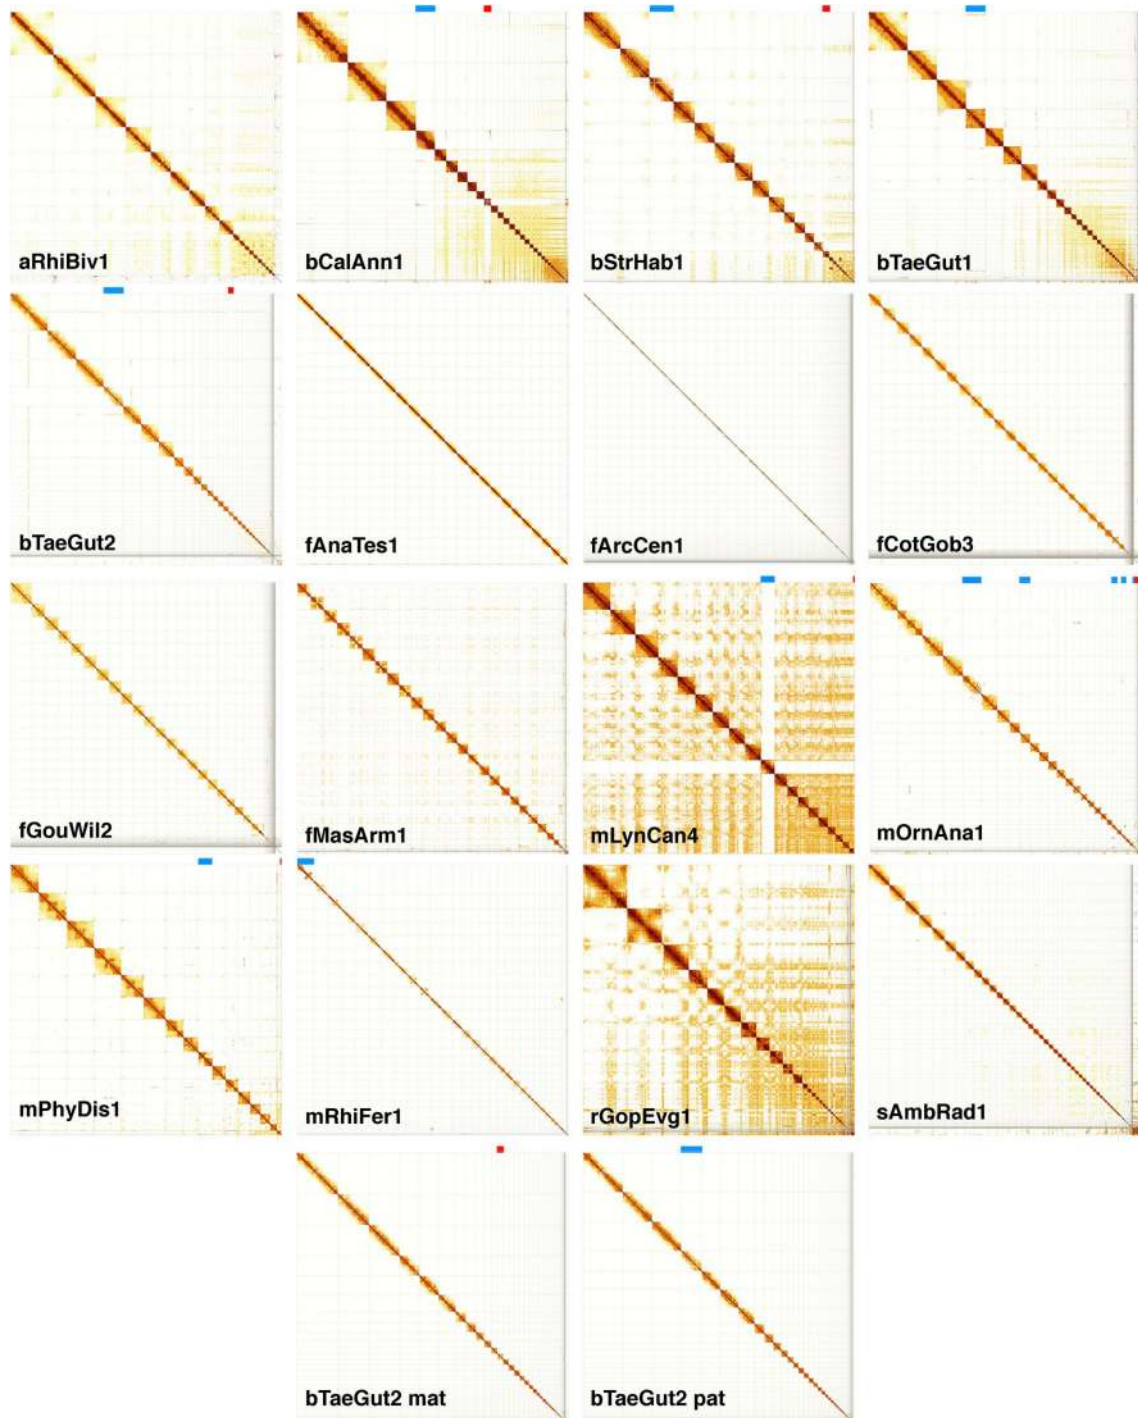 aRhiBiv1
bCalAnn1
bStrHab1
bTaeGut1
bTaeGut2
fAnaTes1
fArcCen1
fCotGob3
fGouWil2
fMasArm1
mLynCan4
mOrnAna1
mPhyDis1
mRhiFer1
rGopEvg1
sAmbRad1
bTaeGut2 mat
bTaeGut2 pat